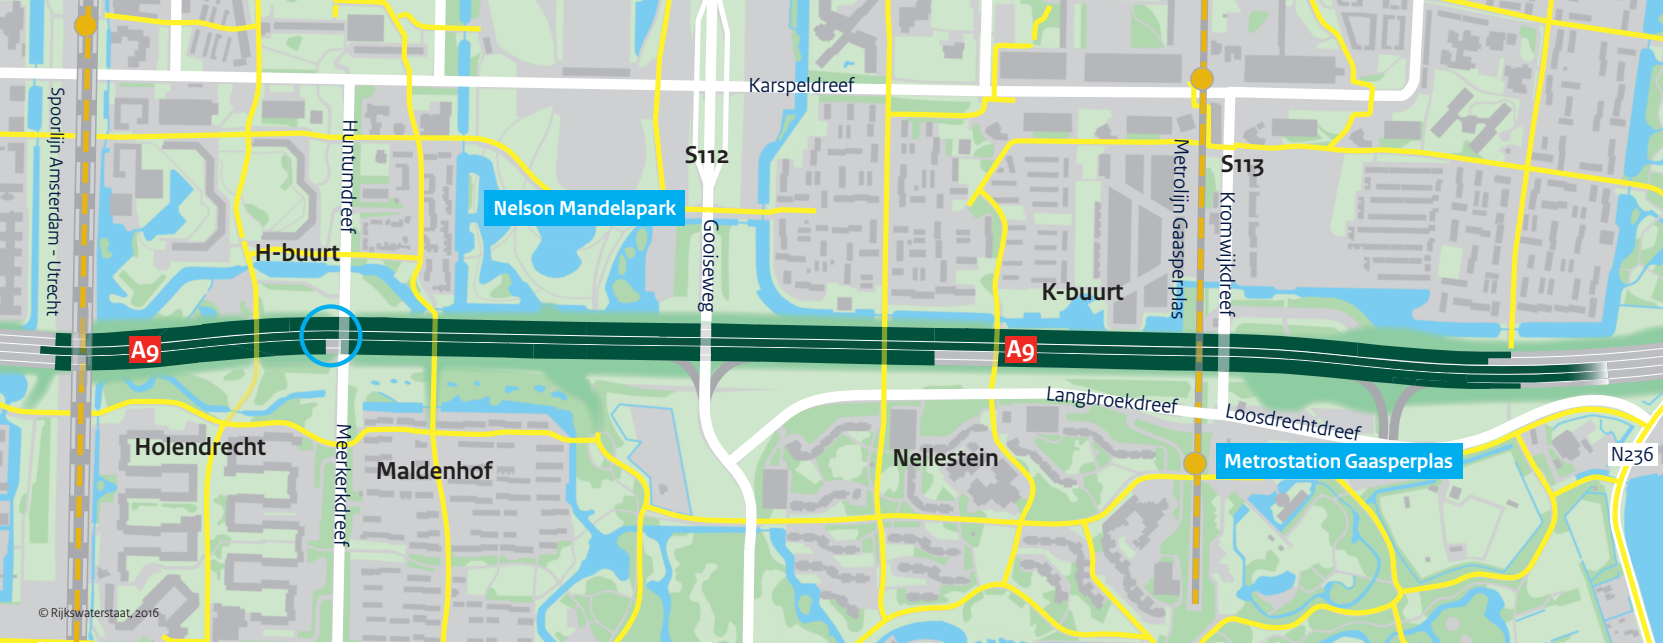 Karspeldreef
Spoorlijn Amsterdam - Utrecht
Huntumdreef
S112
Metrolijn Gaasperplas
S113
Kromwijkdreef
Nelson Mandelapark
Gooiseweg
H-buurt
K-buurt
A9
A9
Langbroekdreef
Loosdrechtdreef
Holendrecht
Meerkerkdreef
Maldenhof
Nellestein
Metrostation Gaasperplas
N236
© Rijkswaterstaat, 2016